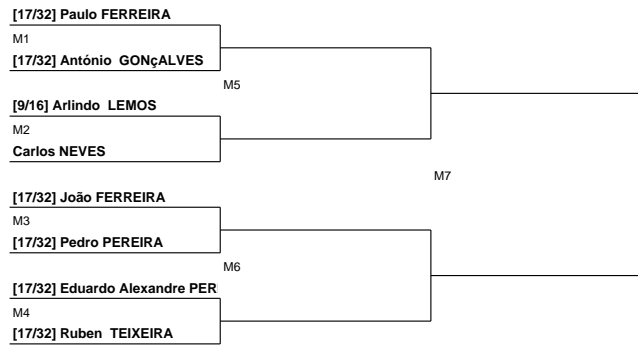 [17/32] Paulo FERREIRA
M1
[17/32] António GONçALVES
M5
[9/16] Arlindo LEMOS
M2
Carlos NEVES
M7
[17/32] João FERREIRA
M3
[17/32] Pedro PEREIRA
M6
[17/32] Eduardo Alexandre PER
M4
[17/32] Ruben TEIXEIRA